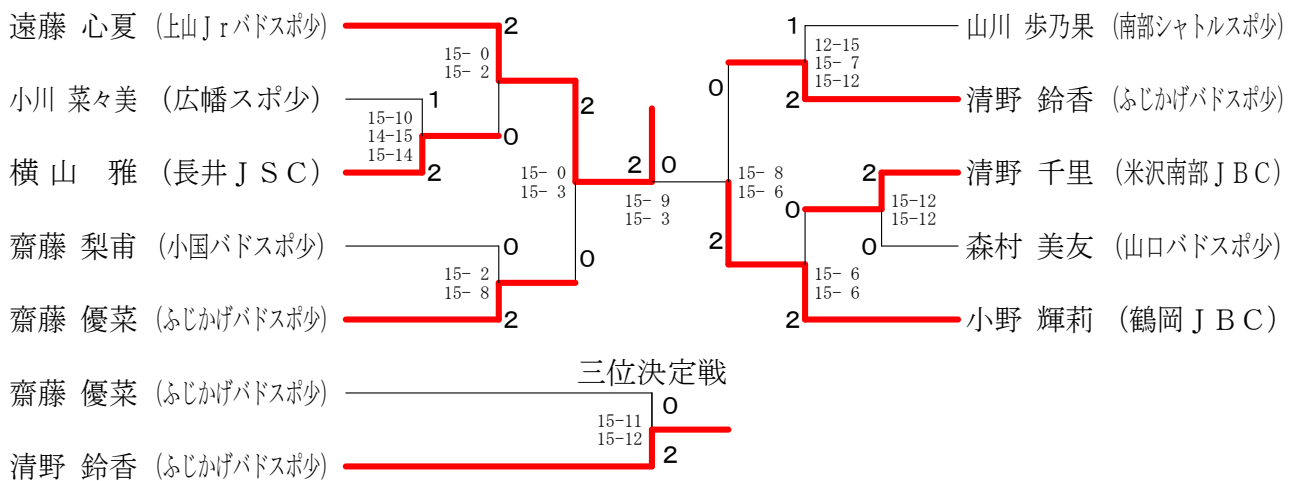 遠藤 心夏 (上山Jrバドスポ少)
2
15- 0
15- 2
小川 菜々美 (広幡スポ少)
1
15-10
14-15
15-14
0
横山 雅 (長井JSC)
2
2
15- 0
15- 3
齋藤 梨甫 (小国バドスポ少)
0
15- 2
15- 8
0
齋藤 優菜 (ふじかげバドスポ少)
2
2 0
15- 9
15- 3
1 山川 歩乃果 (南部シャトルスポ少)
12-15
15- 7
15-12
0
2 清野 鈴香 (ふじかげバドスポ少)
15- 8
15- 6
2 清野 千里 (米沢南部JBC)
15-12
15-12
0
2
0 森村 美友 (山口バドスポ少)
15- 6
15- 6
2 小野 輝莉 (鶴岡JBC)
三位決定戦
齋藤 優菜 (ふじかげバドスポ少)
0
15-11
15-12
2
清野 鈴香 (ふじかげバドスポ少)